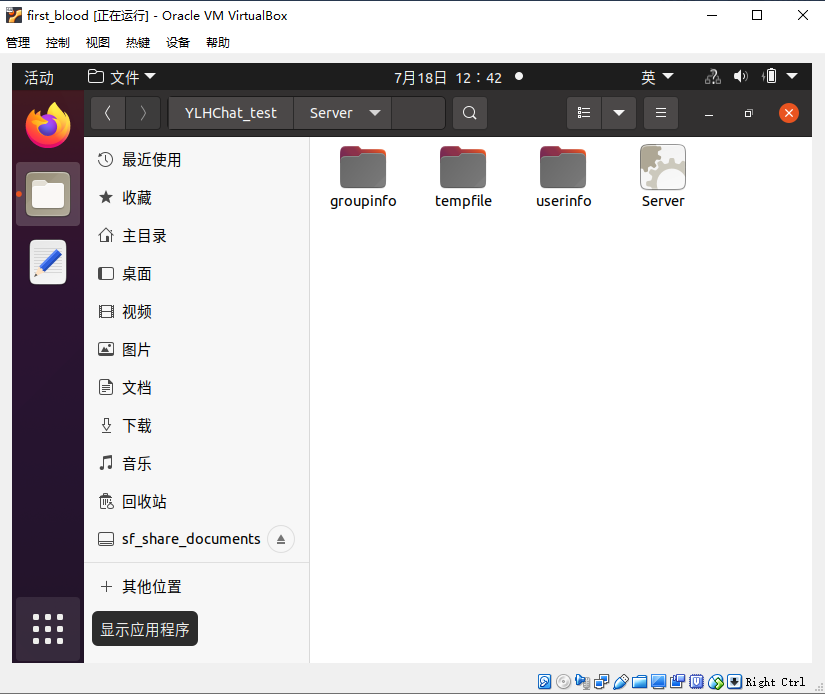 first_blood [正在运行] - Oracle VM VirtualBox
管理 控制 视图 热键 设备 帮助
活动 文件 7月18日 12：42 英
YLHChat_test Server
最近使用
收藏
主目录
桌面
视频
图片
文档
下载
音乐
回收站
sf_share_documents
其他位置
显示应用程序
groupinfo tempfile userinfo Server
Right Ctrl